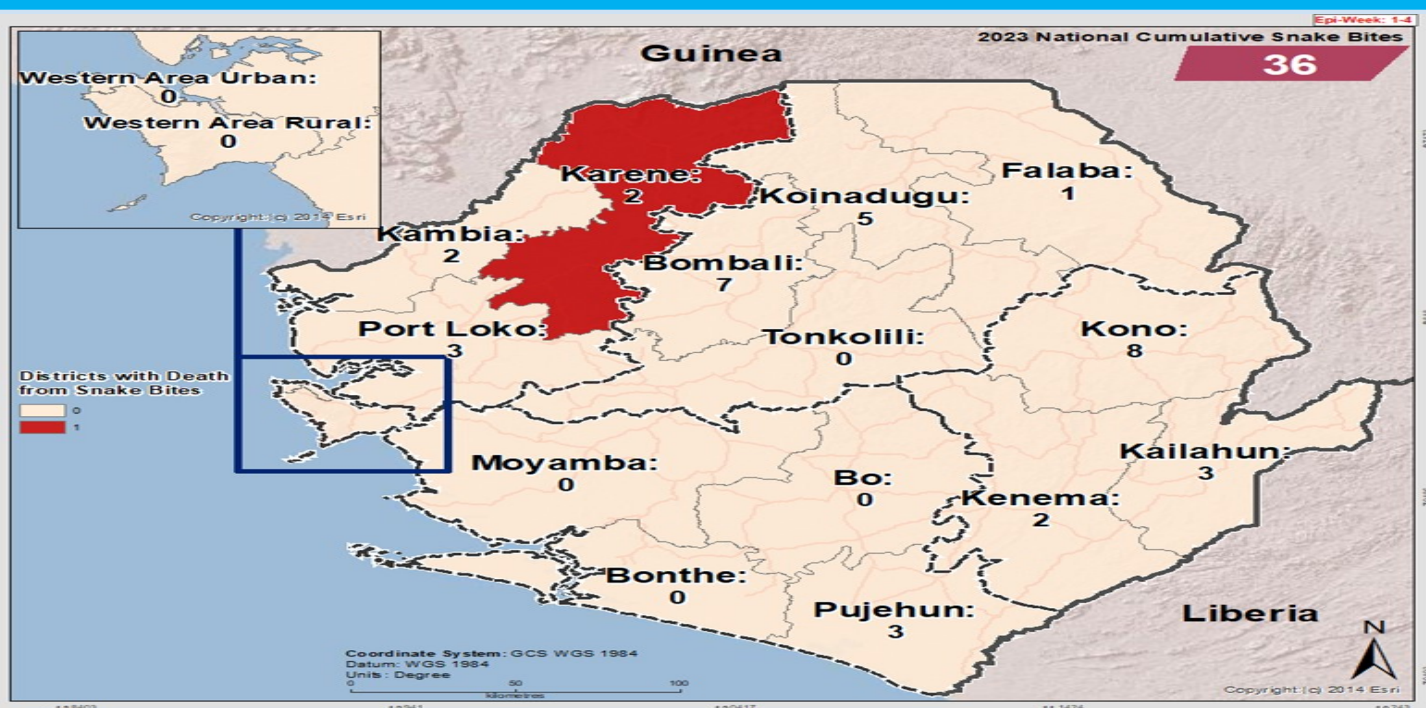 Epi-Week: 1-4
2023 National Cumulative Snake Bites
36
Guinea
Western Area Urban:
0
Western Area Rural:
0
Copyright:(c) 2014 Esri
Karene:
2
Falaba:
1
Koinadugu:
5
Kambia:
2
Bombali:
7
Port Loko:
3
Tonkolili:
0
Kono:
8
Districts with Death
from Snake Bites
0
1
Moyamba:
0
Bo:
0
Kenema:
2
Kailahun:
3
Bonthe:
0
Pujehun:
3
Liberia
N
Coordinate System: GCS WGS 1984
Datum: WGS 1984
Units : Degree
0 50 100
kilometres
Copyright:(c) 2014 Esri